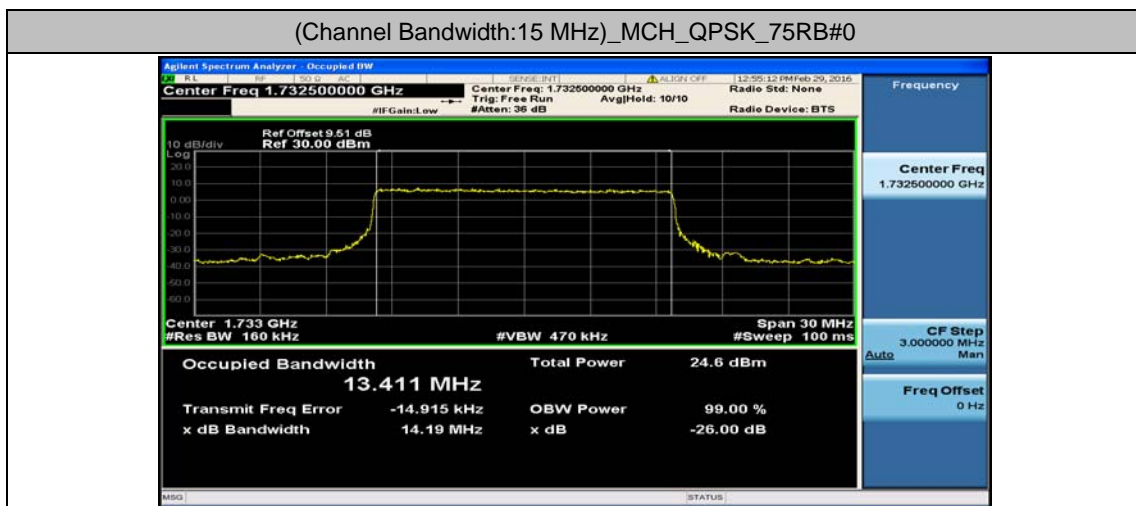 (Channel Bandwidth:15 MHz)_MCH_QPSK_75RB#0
Agilent Spectrum Analyzer - Occupied BW
RL RF 50 Ω AC SENSE:INT ALIGN OFF 12:55:12 PM Feb 29, 2016
Center Freq 1.732500000 GHz
Center Freq: 1.732500000 GHz
Radio Std: None
Trig: Free Run Avg|Hold: 10/10
#IFGain:Low #Atten: 36 dB Radio Device: BTS
Frequency
Ref Offset 9.51 dB
10 dB/div Ref 30.00 dBm
Log
20.0
10.0
0.00
-10.0
-20.0
-30.0
-40.0
-50.0
-60.0
Center 1.733 GHz Span 30 MHz
#Res BW 160 kHz #VBW 470 kHz #Sweep 100 ms
Occupied Bandwidth Total Power 24.6 dBm
13.411 MHz
Transmit Freq Error -14.915 kHz OBW Power 99.00 %
x dB Bandwidth 14.19 MHz x dB -26.00 dB
Center Freq
1.732500000 GHz
CF Step
3.000000 MHz
Auto Man
Freq Offset
0 Hz
MSG STATUS